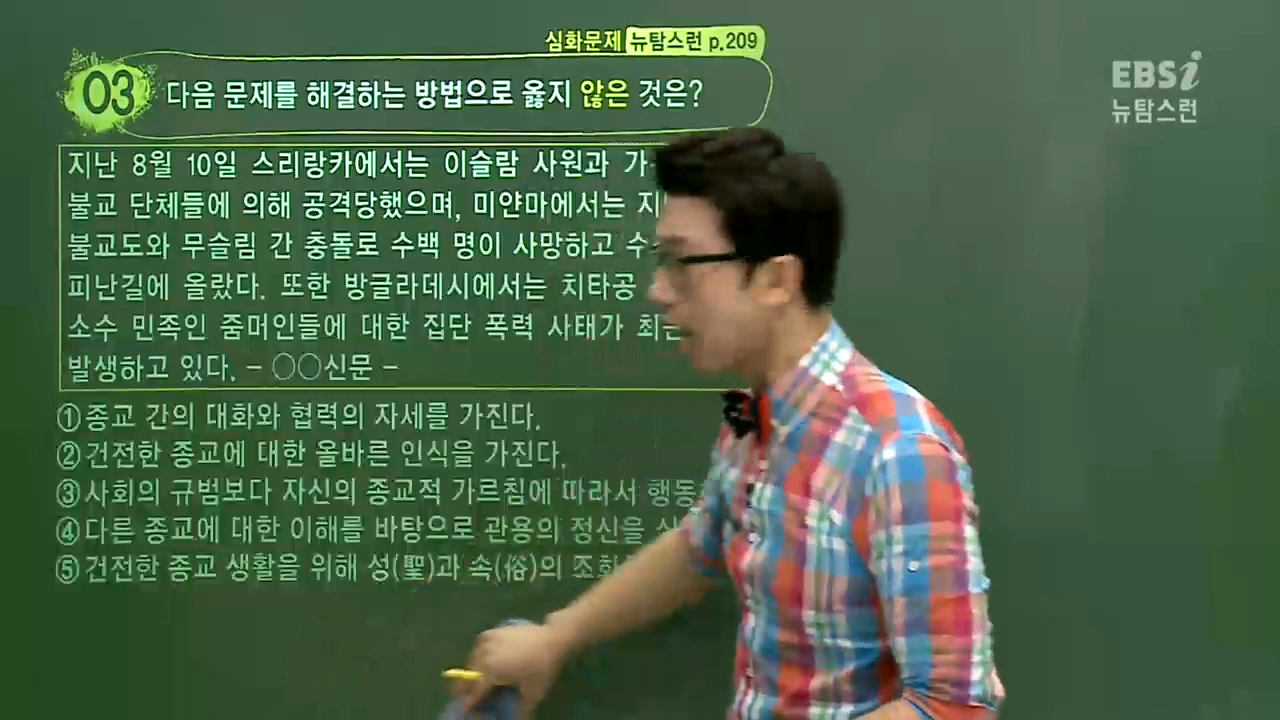 심화문제 뉴탐스런 p.209
03 다음 문제를 해결하는 방법으로 옳지 않은 것은?
EBSi
뉴탐스런
지난 8월 10일 스리랑카에서는 이슬람 사원과
불교 단체들에 의해 공격당했으며, 미얀마에서는
불교도와 무슬림 간 충돌로 수백 명이 사망하고
피난길에 올랐다. 또한 방글라데시에서는 치타공
소수 민족인 줌머인들에 대한 집단 폭력 사태가
발생하고 있다. - ○○신문 -
①종교 간의 대화와 협력의 자세를 가진다.
②건전한 종교에 대한 올바른 인식을 가진다.
③사회의 규범보다 자신의 종교적 가르침에 따라서
④다른 종교에 대한 이해를 바탕으로 관용의 정신을
⑤건전한 종교 생활을 위해 성(聖)과 속(俗)의